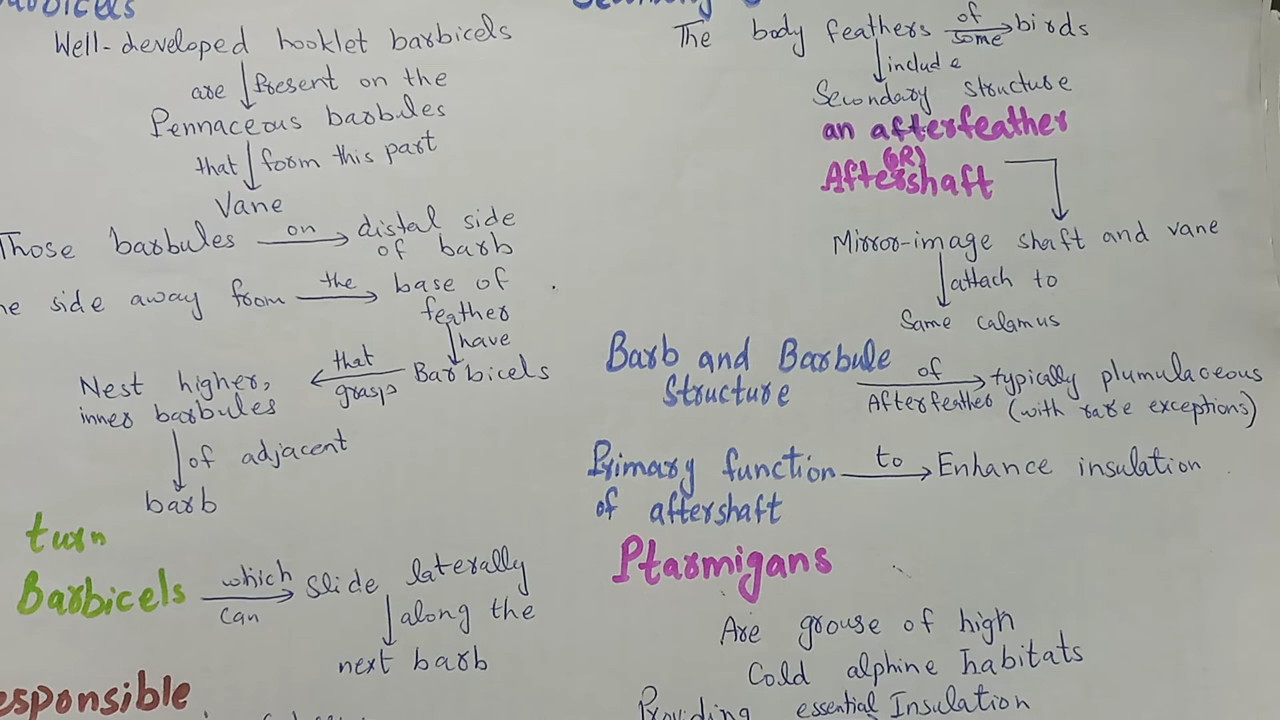 Well-developed hooklet barbicels
are Present on the
Pennaceous barbules
that form this part
Vane
Those barbules on distal side
of barb
side away from the base of
feather
have
Barbicels
that
grasps
Nest higher,
inner barbules
of adjacent
barb
turn
Barbicels which can slide laterally
along the
next barb
The body feathers of some birds
include
Secondary structure
an afterfeather
(OR)
Aftershaft
Mirror-image shaft and vane
attach to
Same calamus
Barb and Barbule
Structure
of Afterfeather typically plumulaceous
(with rare exceptions)
Primary function to Enhance insulation
of aftershaft
Ptarmigans
Are grouse of high
Cold alphine habitats
Providing essential Insulation